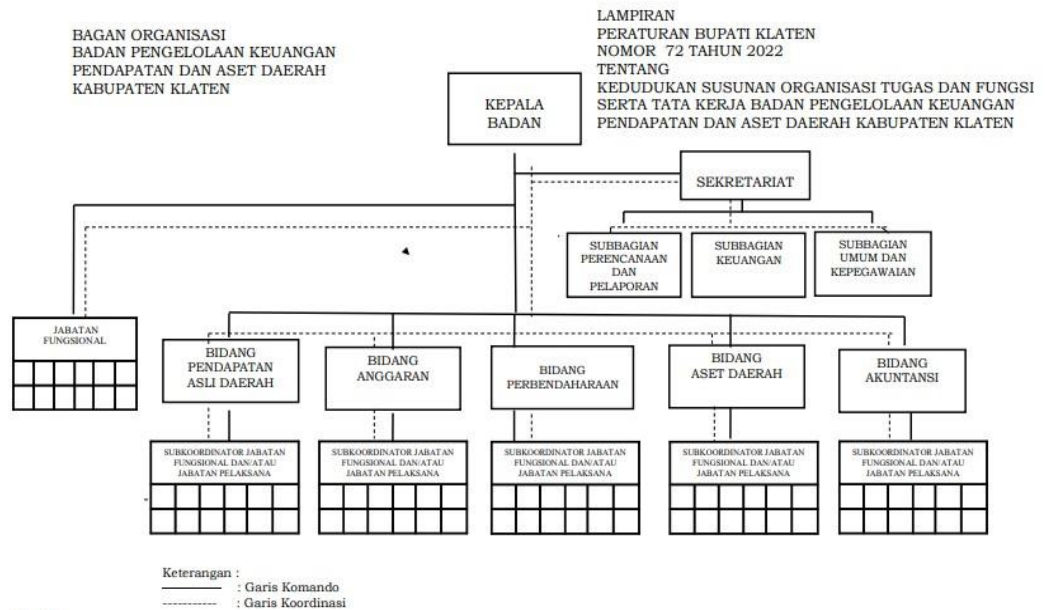 BAGAN ORGANISASI
BADAN PENGELOLAAN KEUANGAN
PENDAPATAN DAN ASET DAERAH
KABUPATEN KLATEN
LAMPIRAN
PERATURAN BUPATI KLATEN
NOMOR 72 TAHUN 2022
TENTANG
KEDUDUKAN SUSUNAN ORGANISASI TUGAS DAN FUNGSI
SERTA TATA KERJA BADAN PENGELOLAAN KEUANGAN
PENDAPATAN DAN ASET DAERAH KABUPATEN KLATEN
KEPALA
BADAN
SEKRETARIAT
SUBBAGIAN
PERENCANAAN
DAN
PELAPORAN
SUBBAGIAN
KEUANGAN
SUBBAGIAN
UMUM DAN
KEPEGAWAIAN
JABATAN
FUNGSIONAL
BIDANG
PENDAPATAN
ASLI DAERAH
BIDANG
ANGGARAN
BIDANG
PERBENDAHARAAN
BIDANG
ASET DAERAH
BIDANG
AKUNTANSI
SUBKOORDINATOR JABATAN
FUNGSIONAL DAN/ATAU
JABATAN PELAKSANA
SUBKOORDINATOR JABATAN
FUNGSIONAL DAN/ATAU
JABATAN PELAKSANA
SUBKOORDINATOR JABATAN
FUNGSIONAL DAN/ATAU
JABATAN PELAKSANA
SUBKOORDINATOR JABATAN
FUNGSIONAL DAN/ATAU
JABATAN PELAKSANA
SUBKOORDINATOR JABATAN
FUNGSIONAL DAN/ATAU
JABATAN PELAKSANA
Keterangan :
: Garis Komando
: Garis Koordinasi